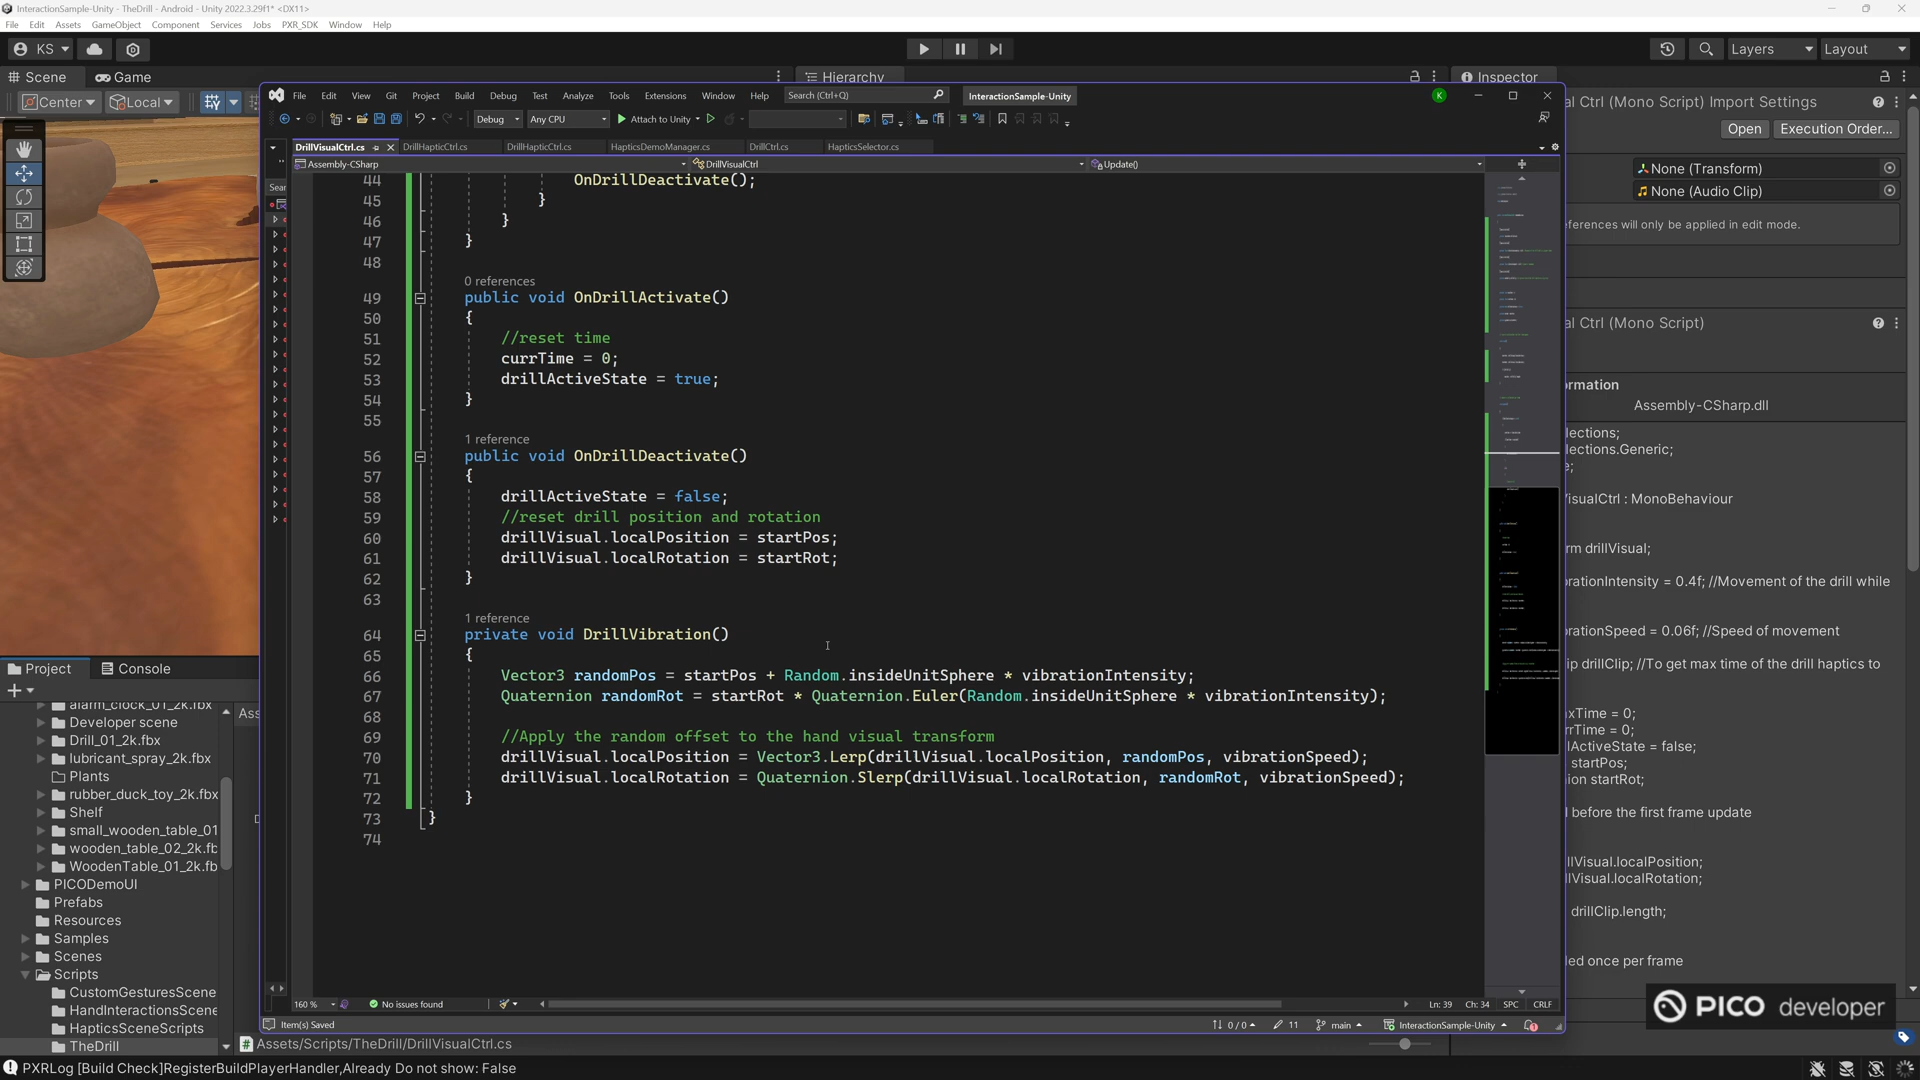 InteractionSample-Unity - TheDrill - Android - Unity 2022.3.29f1* <DX11>
File Edit Assets GameObject Component Services Jobs PXR_SDK Window Help
KS
Layers
Layout
Scene
Game
Hierarchy
Inspector
Center
Local
File Edit View Git Project Build Debug Test Analyze Tools Extensions Window Help
Search (Ctrl+Q)
InteractionSample-Unity
K
Debug
Any CPU
Attach to Unity
DrillVisualCtrl.cs
DrillHapticCtrl.cs
DrillHapticCtrl.cs
HapticsDemoManager.cs
DrillCtrl.cs
HapticsSelector.cs
Assembly-CSharp
DrillVisualCtrl
Update()
Sear
44 OnDrillDeactivate();
45 }
46 }
47 }
48
0 references
49 public void OnDrillActivate()
50 {
51 //reset time
52 currTime = 0;
53 drillActiveState = true;
54 }
55
1 reference
56 public void OnDrillDeactivate()
57 {
58 drillActiveState = false;
59 //reset drill position and rotation
60 drillVisual.localPosition = startPos;
61 drillVisual.localRotation = startRot;
62 }
63
1 reference
64 private void DrillVibration()
65 {
66 Vector3 randomPos = startPos + Random.insideUnitSphere * vibrationIntensity;
67 Quaternion randomRot = startRot * Quaternion.Euler(Random.insideUnitSphere * vibrationIntensity);
68
69 //Apply the random offset to the hand visual transform
70 drillVisual.localPosition = Vector3.Lerp(drillVisual.localPosition, randomPos, vibrationSpeed);
71 drillVisual.localRotation = Quaternion.Slerp(drillVisual.localRotation, randomRot, vibrationSpeed);
72 }
73 }
74
160 %
No issues found
Ln: 39 Ch: 34 SPC CRLF
Item(s) Saved
0 / 0
11
main
InteractionSample-Unity
1
al Ctrl (Mono Script) Import Settings
Open
Execution Order...
None (Transform)
None (Audio Clip)
ferences will only be applied in edit mode.
al Ctrl (Mono Script)
rmation
Assembly-CSharp.dll
lections;
lections.Generic;
e;
isualCtrl : MonoBehaviour
rm drillVisual;
brationIntensity = 0.4f; //Movement of the drill while
brationSpeed = 0.06f; //Speed of movement
ip drillClip; //To get max time of the drill haptics to
xTime = 0;
rrTime = 0;
lActiveState = false;
startPos;
ion startRot;
l before the first frame update
llVisual.localPosition;
llVisual.localRotation;
drillClip.length;
led once per frame
Project
Console
Ass
alarm_clock_01_2k.fbx
Developer scene
Drill_01_2k.fbx
lubricant_spray_2k.fbx
Plants
rubber_duck_toy_2k.fbx
Shelf
small_wooden_table_01
wooden_table_02_2k.fb
WoodenTable_01_2k.fb
PICODemoUI
Prefabs
Resources
Samples
Scenes
Scripts
CustomGesturesScene
HandInteractionsScene
HapticsSceneScripts
TheDrill
Assets/Scripts/TheDrill/DrillVisualCtrl.cs
PICO developer
PXRLog [Build Check]RegisterBuildPlayerHandler,Already Do not show: False